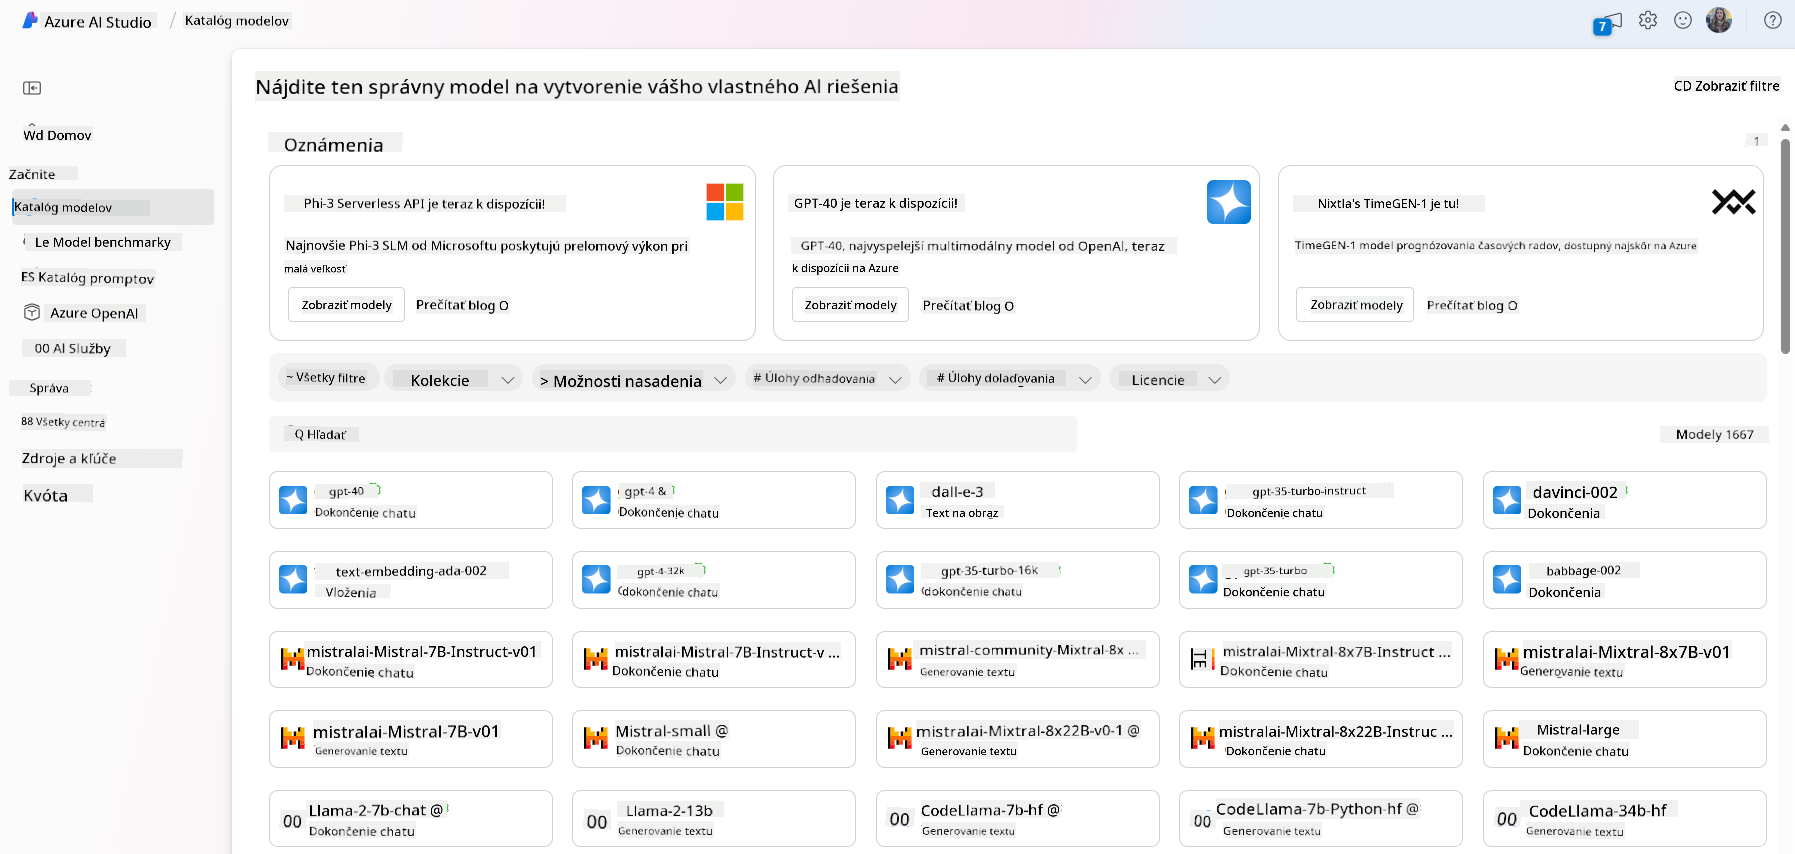 Azure AI Studio / Katalóg modelov
7
Nájdite ten správny model na vytvorenie vášho vlastného AI riešenia
CD Zobraziť filtre
Wd Domov
Začnite
Katalóg modelov
Le Model benchmarky
ES Katalóg promptov
Azure OpenAI
00 AI Služby
Správa
88 Všetky centrá
Zdroje a kľúče
Kvóta
Oznámenia
1
Phi-3 Serverless API je teraz k dispozícii!
Najnovšie Phi-3 SLM od Microsoftu poskytujú prelomový výkon pri
malá veľkosť
Zobraziť modely
Prečítať blog O
GPT-40 je teraz k dispozícii!
GPT-40, najvyspelejší multimodálny model od OpenAI, teraz
k dispozícii na Azure
Zobraziť modely
Prečítať blog O
Nixtla's TimeGEN-1 je tu!
TimeGEN-1 model prognózovania časových radov, dostupný najskôr na Azure
Zobraziť modely
Prečítať blog O
~ Všetky filtre
Kolekcie
> Možnosti nasadenia
# Úlohy odhadovania
# Úlohy dolaďovania
Licencie
Q Hľadať
Modely 1667
gpt-40
Dokončenie chatu
gpt-4 &
Dokončenie chatu
dall-e-3
Text na obraz
gpt-35-turbo-instruct
Dokončenie chatu
davinci-002
Dokončenia
text-embedding-ada-002
Vloženia
gpt-4-32k
dokončenie chatu
gpt-35-turbo-16k
dokončenie chatu
gpt-35-turbo
Dokončenie chatu
babbage-002
Dokončenia
mistralai-Mistral-7B-Instruct-v01
Dokončenie chatu
mistralai-Mistral-7B-Instruct-v ...
Dokončenie chatu
mistral-community-Mixtral-8x ...
Generovanie textu
mistralai-Mixtral-8x7B-Instruct ...
Dokončenie chatu
mistralai-Mixtral-8x7B-v01
Generovanie textu
mistralai-Mistral-7B-v01
Generovanie textu
Mistral-small @
Dokončenie chatu
mistralai-Mixtral-8x22B-v0-1 @
Generovanie textu
mistralai-Mixtral-8x22B-Instruc ...
Dokončenie chatu
Mistral-large
Dokončenie chatu
00 Llama-2-7b-chat @
Dokončenie chatu
00 Llama-2-13b
Generovanie textu
00 CodeLlama-7b-hf @
Generovanie textu
00 CodeLlama-7b-Python-hf @
Generovanie textu
00 CodeLlama-34b-hf
Generovanie textu